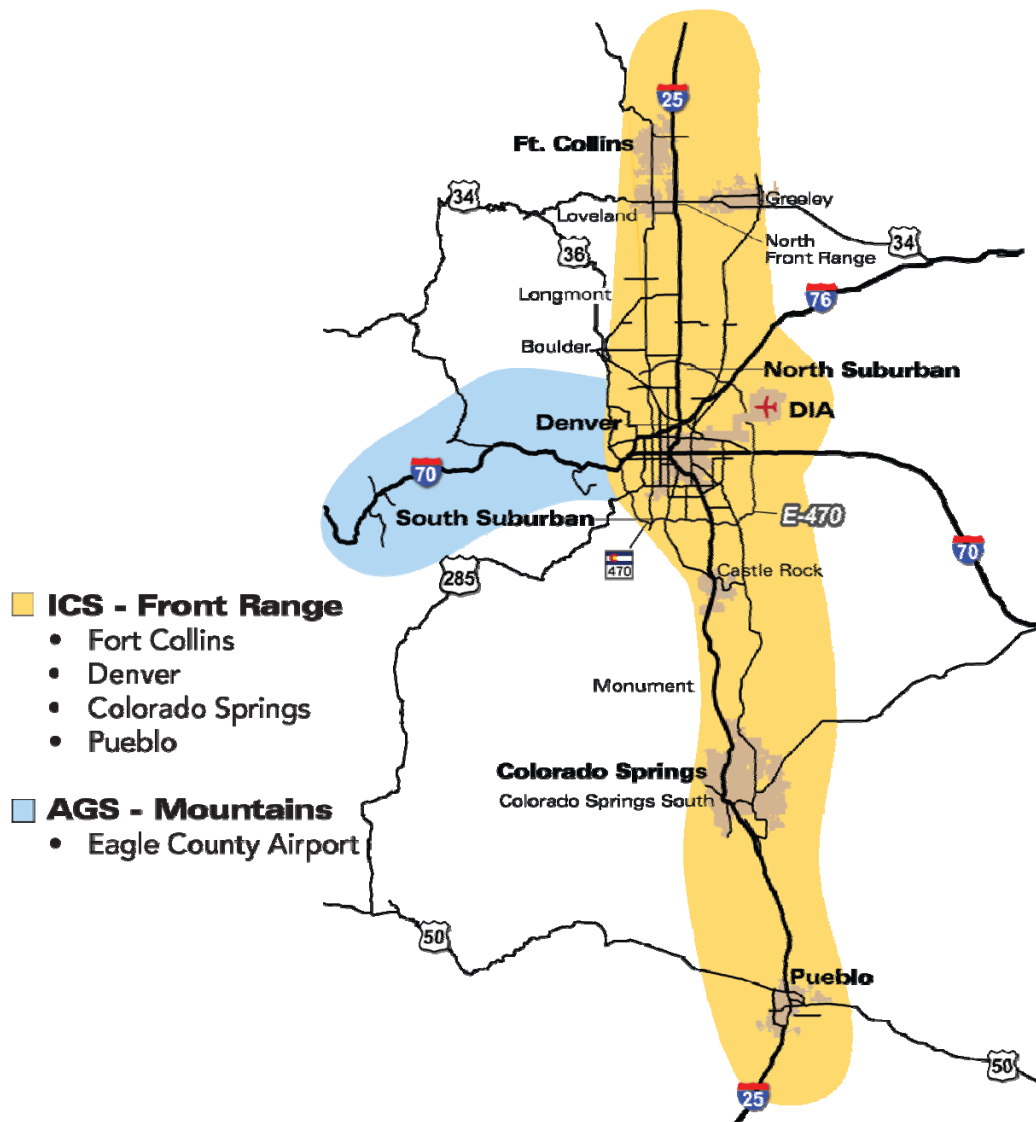 25
Ft. Collins
34
Greeley
Loveland
North
Front Range
34
36
76
Longmont
Boulder
North Suburban
Denver
DIA
70
South Suburban
E-470
470
70
285
Castle Rock
ICS - Front Range
• Fort Collins
• Denver
• Colorado Springs
• Pueblo
Monument
Colorado Springs
Colorado Springs South
AGS - Mountains
• Eagle County Airport
50
Pueblo
50
25